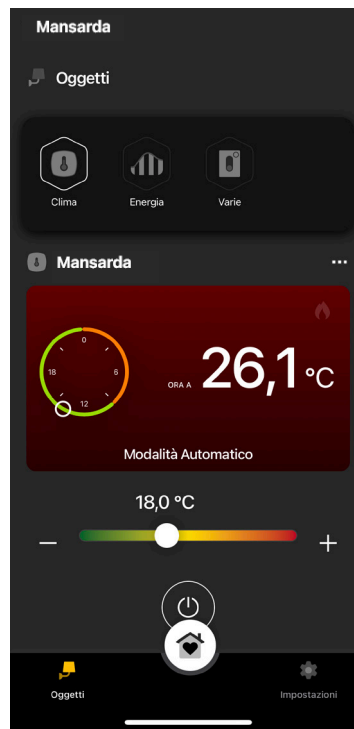 Mansarda
Oggetti
Clima
Energia
Varie
Mansarda
0
18
6
12
ORA A 26,1 °C
Modalità Automatico
18,0 °C
Oggetti
Impostazioni